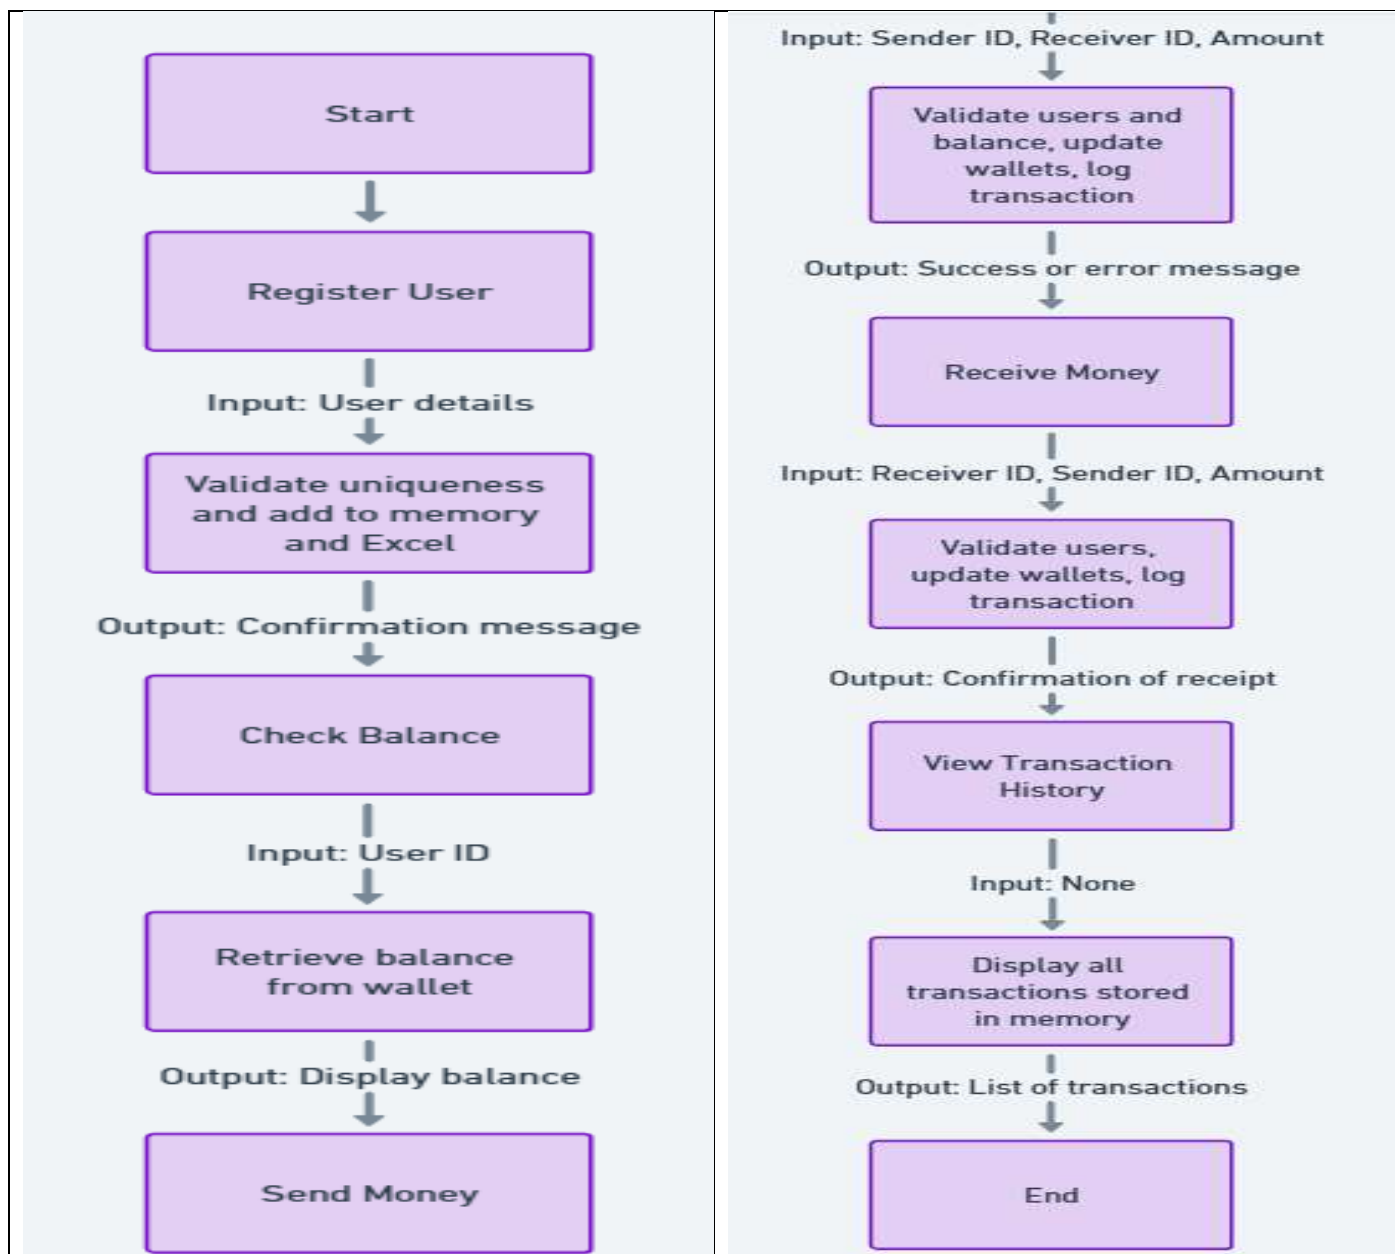 Start
Register User
Input: User details
Validate uniqueness
and add to memory
and Excel
Output: Confirmation message
Check Balance
Input: User ID
Retrieve balance
from wallet
Output: Display balance
Send Money
Input: Sender ID, Receiver ID, Amount
Validate users and
balance, update
wallets, log
transaction
Output: Success or error message
Receive Money
Input: Receiver ID, Sender ID, Amount
Validate users,
update wallets, log
transaction
Output: Confirmation of receipt
View Transaction
History
Input: None
Display all
transactions stored
in memory
Output: List of transactions
End